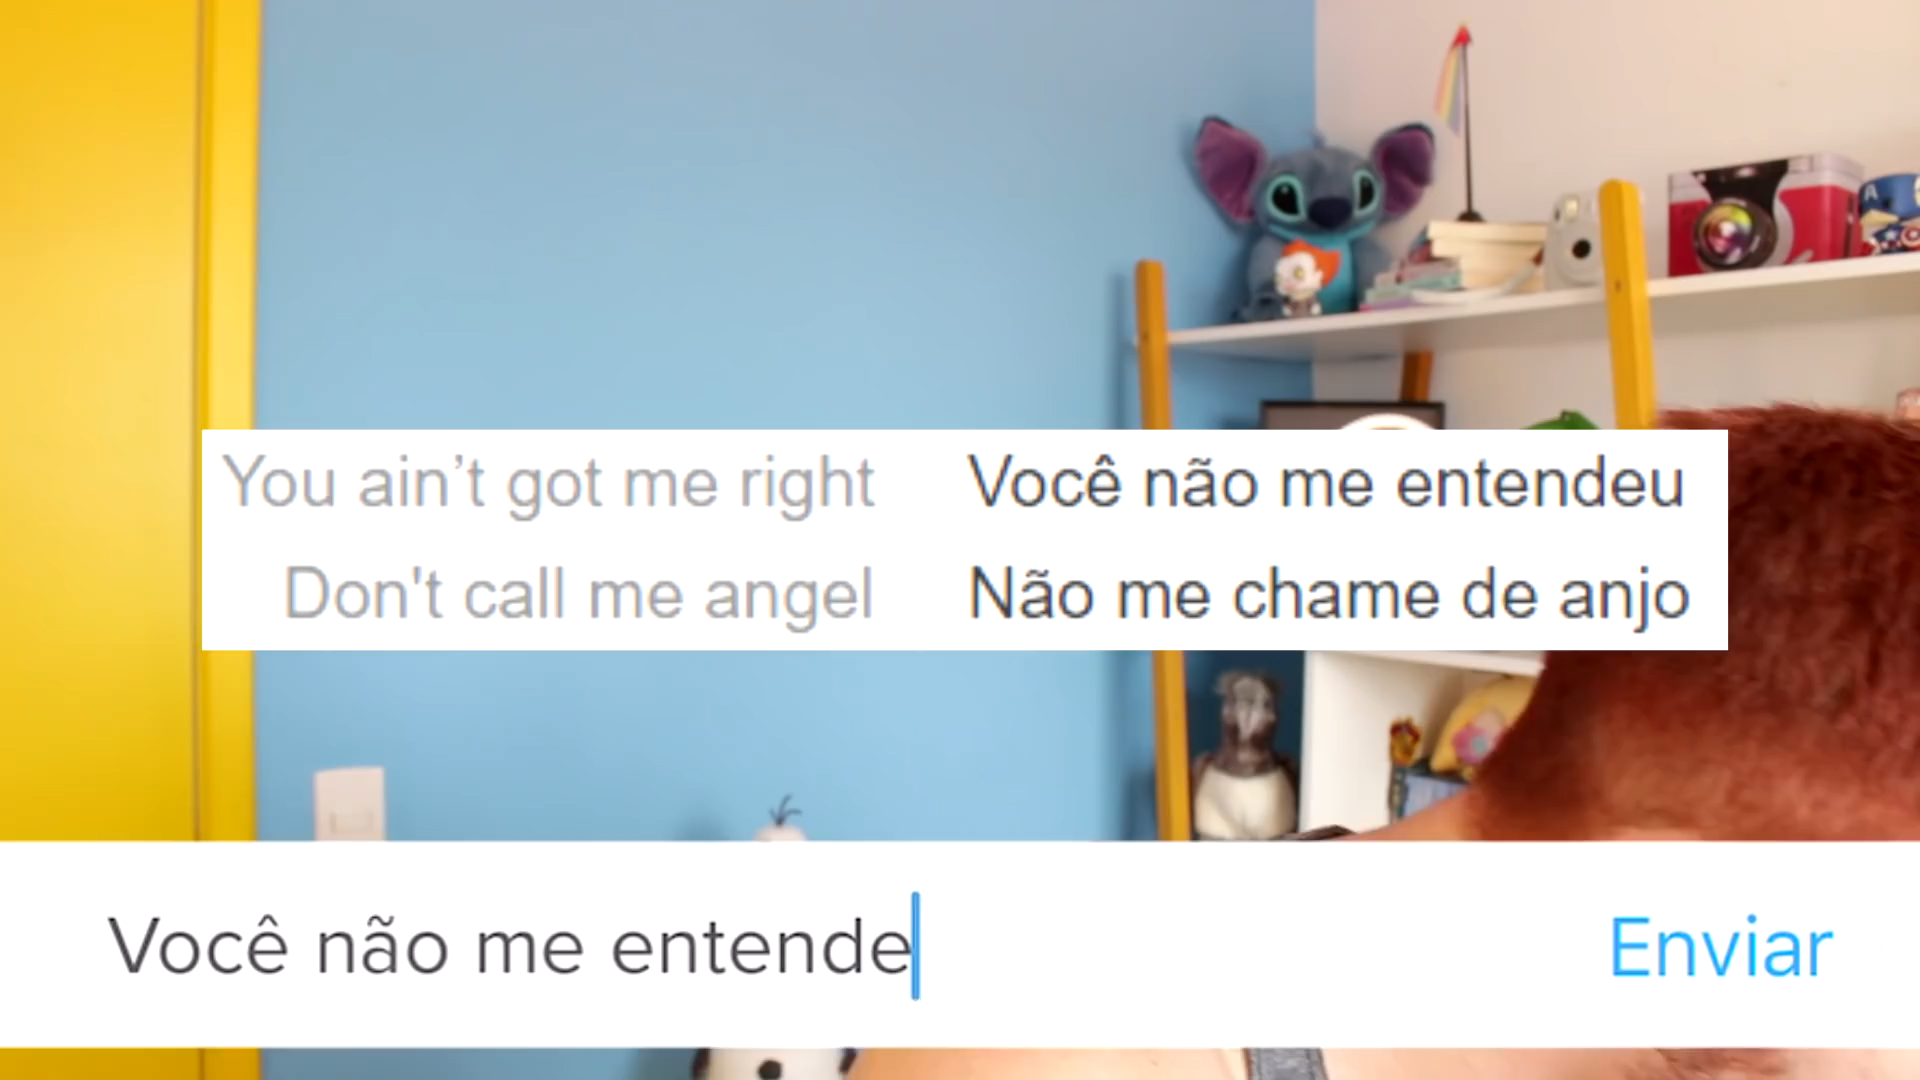 You ain’t got me right Você não me entendeu
Don't call me angel Não me chame de anjo
Você não me entende Enviar